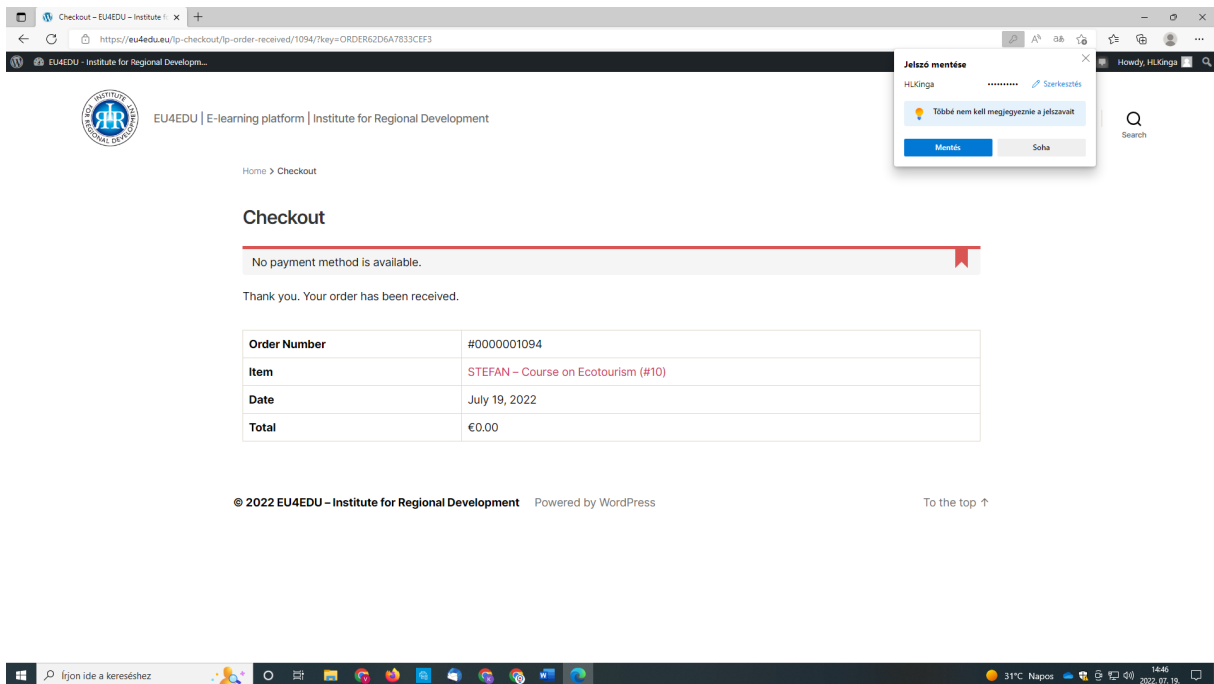 Checkout – EU4EDU – Institute f
https://eu4edu.eu/lp-checkout/lp-order-received/1094/?key=ORDER62D6A7833CEF3
EU4EDU - Institute for Regional Developm...
Howdy, HLKinga
Jelszó mentése
HLKinga •••••••••• Szerkesztés
Többé nem kell megjegyeznie a jelszavait
Mentés Soha
INSTITUTE
FOR REGIONAL DEVELOPMENT
EU4EDU | E-learning platform | Institute for Regional Development
Search
Home > Checkout
Checkout
No payment method is available.
Thank you. Your order has been received.
Order Number #0000001094
Item STEFAN – Course on Ecotourism (#10)
Date July 19, 2022
Total €0.00
© 2022 EU4EDU – Institute for Regional Development Powered by WordPress To the top ↑
Írjon ide a kereséshez
31°C Napos
14:46
2022. 07. 19.